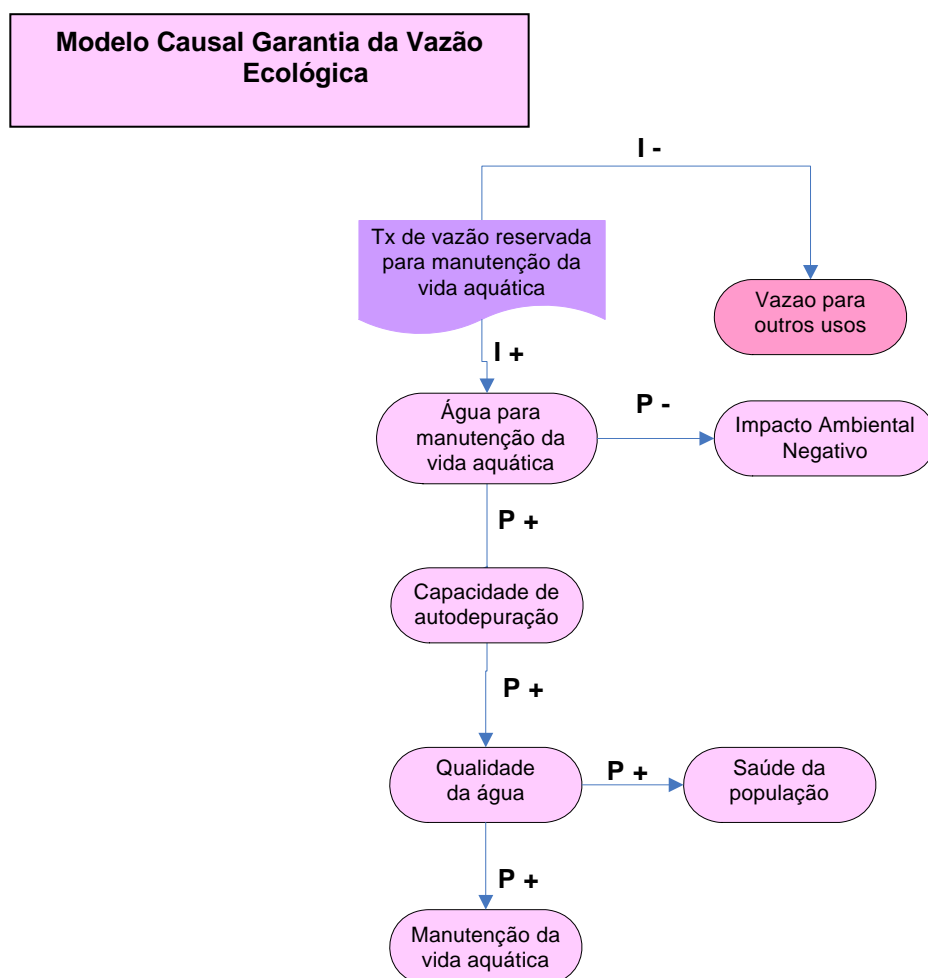 Modelo Causal Garantia da Vazão
Ecológica
I -
Tx de vazão reservada
para manutenção da
vida aquática
Vazao para
outros usos
I +
Água para
manutenção da
vida aquática
P -
Impacto Ambiental
Negativo
P +
Capacidade de
autodepuração
P +
Qualidade
da água
P +
Saúde da
população
P +
Manutenção da
vida aquática